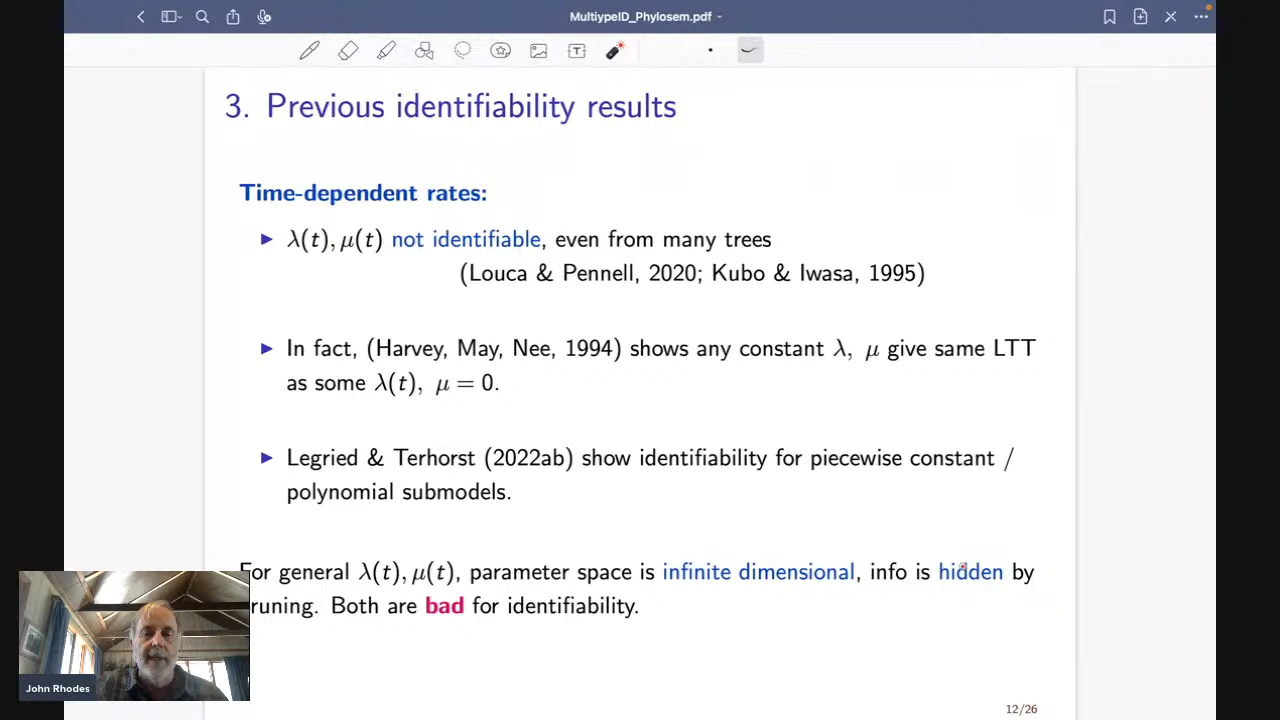 MultiypeID_Phylosem.pdf
3. Previous identifiability results
Time-dependent rates:
► λ(t), μ(t) not identifiable, even from many trees
(Louca & Pennell, 2020; Kubo & Iwasa, 1995)
► In fact, (Harvey, May, Nee, 1994) shows any constant λ, μ give same LTT
as some λ(t), μ = 0.
► Legried & Terhorst (2022ab) show identifiability for piecewise constant /
polynomial submodels.
For general λ(t), μ(t), parameter space is infinite dimensional, info is hidden by
runing. Both are bad for identifiability.
John Rhodes
12/26